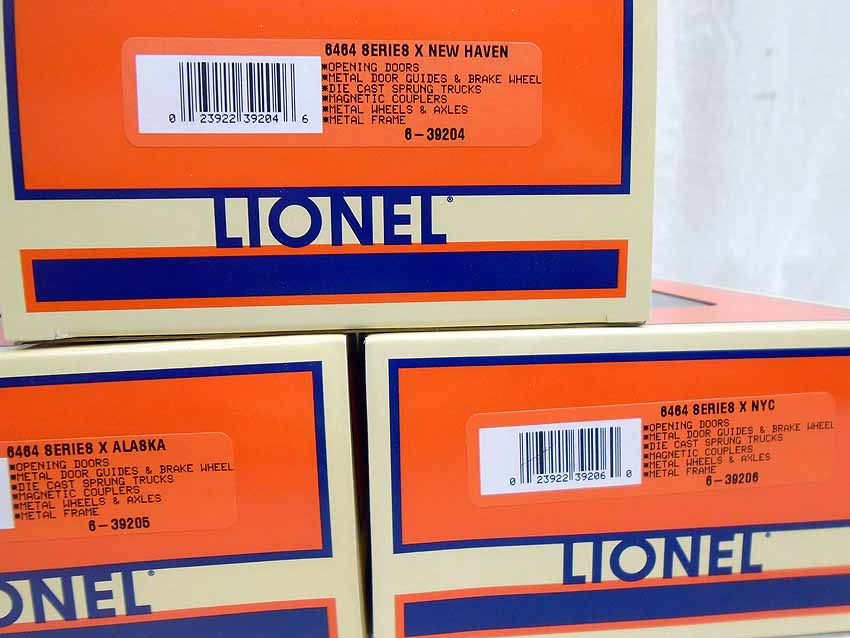 6464 SERIES X NEW HAVEN
*OPENING DOORS
*METAL DOOR GUIDES & BRAKE WHEEL
*DIE CAST SPRUNG TRUCKS
*MAGNETIC COUPLERS
*METAL WHEELS & AXLES
*METAL FRAME
0 23922 39204 6
6-39204
LIONEL®
6464 SERIES X ALASKA
*OPENING DOORS
*METAL DOOR GUIDES & BRAKE WHEEL
*DIE CAST SPRUNG TRUCKS
*MAGNETIC COUPLERS
*METAL WHEELS & AXLES
*METAL FRAME
6-39205
ONEL®
6464 SERIES X NYC
*OPENING DOORS
*METAL DOOR GUIDES & BRAKE WHEEL
*DIE CAST SPRUNG TRUCKS
*MAGNETIC COUPLERS
*METAL WHEELS & AXLES
*METAL FRAME
0 23922 39206 0
6-39206
LIONEL®